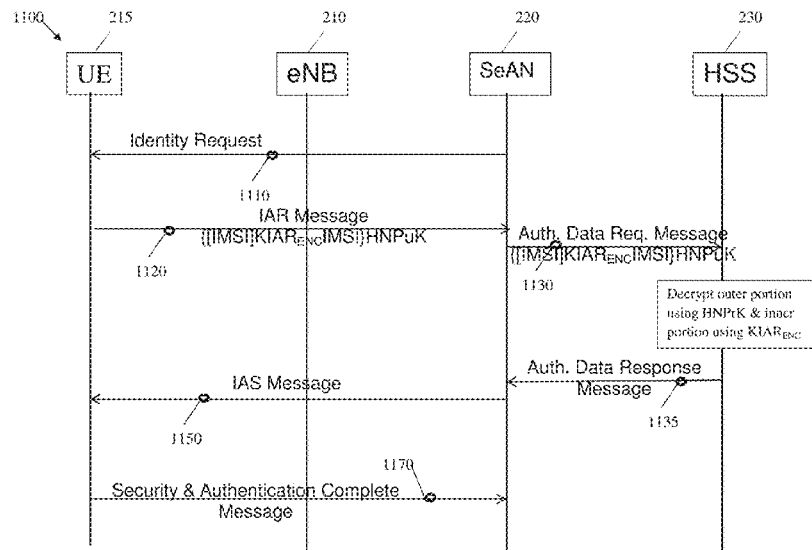 1100
215
210
220
230
UE
eNB
SeAN
HSS
Identity Request
1110
IAR Message
{[[IMSI]KIAR_ENC IMSI}HNPuK
1120
Auth. Data Req. Message
{[[IMSI]KIAR_ENC IMSI}HNPuK
1130
Decrypt outer portion
using HNPrK & inner
portion using KIAR_ENC
Auth. Data Response
Message
1135
IAS Message
1150
1170
Security & Authentication Complete
Message